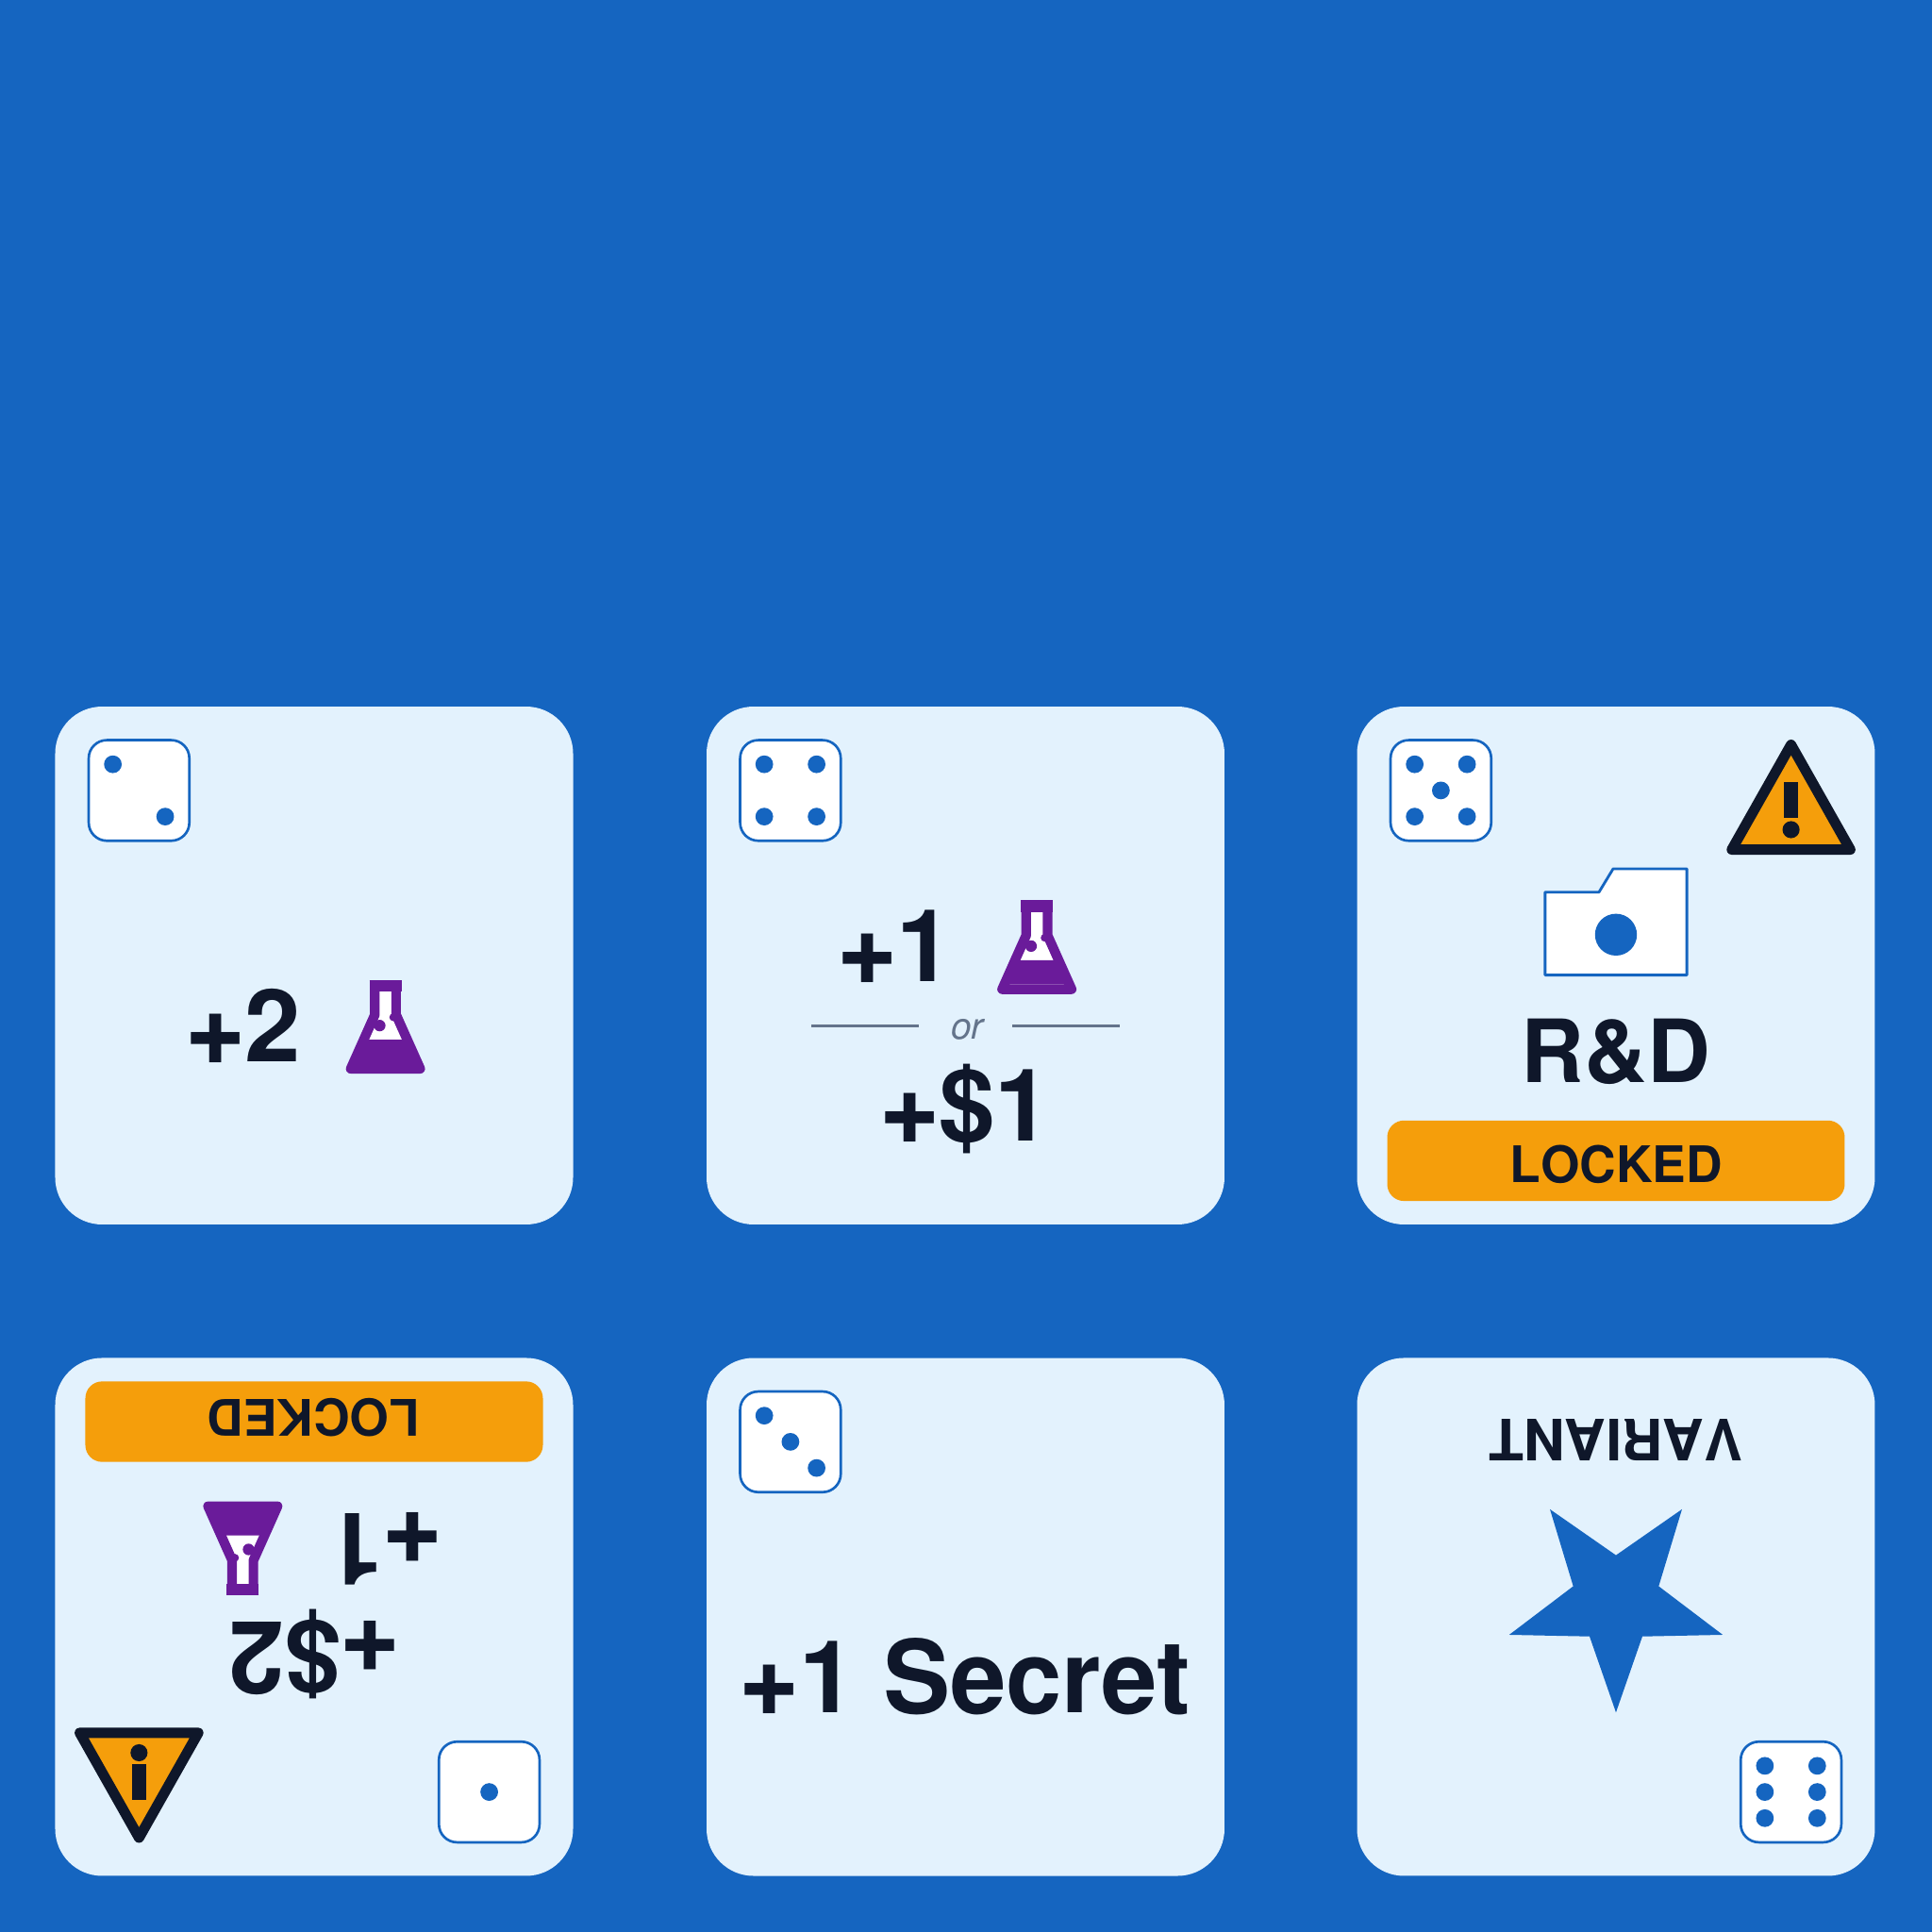 +2
+1
or
+$1
R&D
LOCKED
+$2
+1
LOCKED
+1 Secret
VARIANT